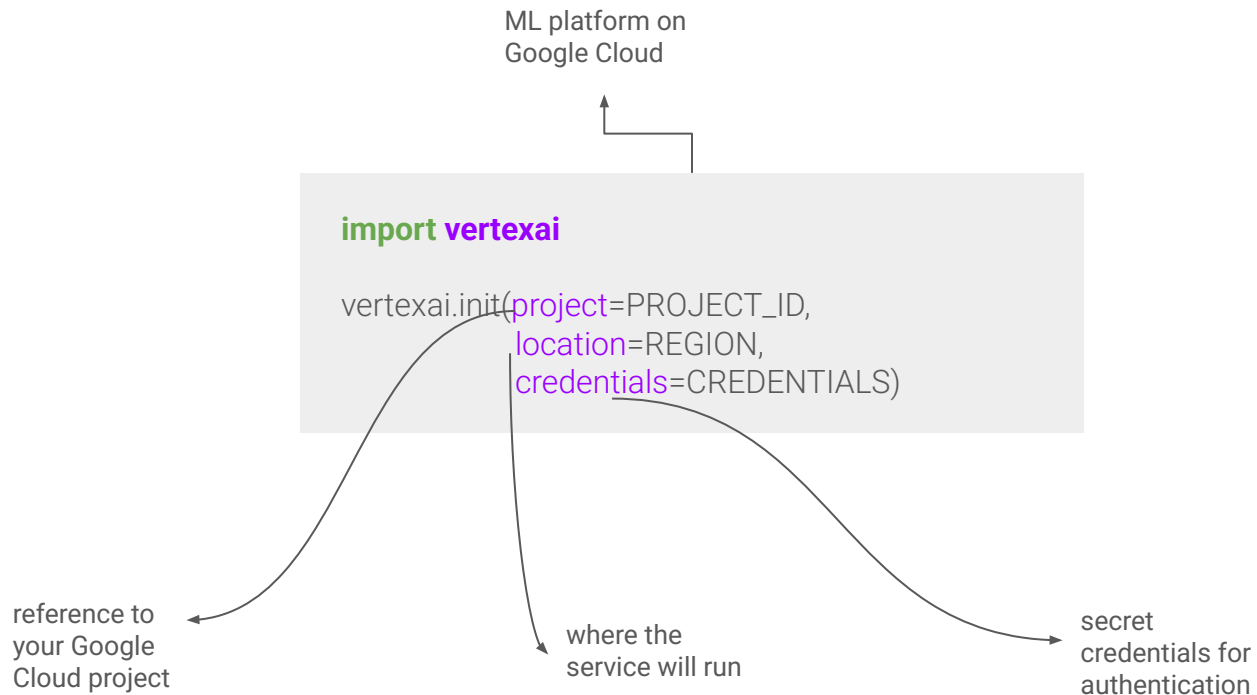 ML platform on
Google Cloud
import vertexai
vertexai.init(project=PROJECT_ID,
location=REGION,
credentials=CREDENTIALS)
reference to
your Google
Cloud project
where the
service will run
secret
credentials for
authentication